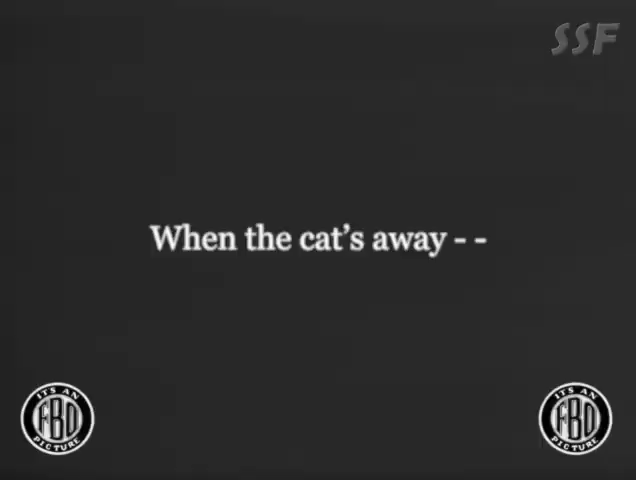 SSF
When the cat's away - -
ITS AN
FBO
PICTURE
ITS AN
FBO
PICTURE